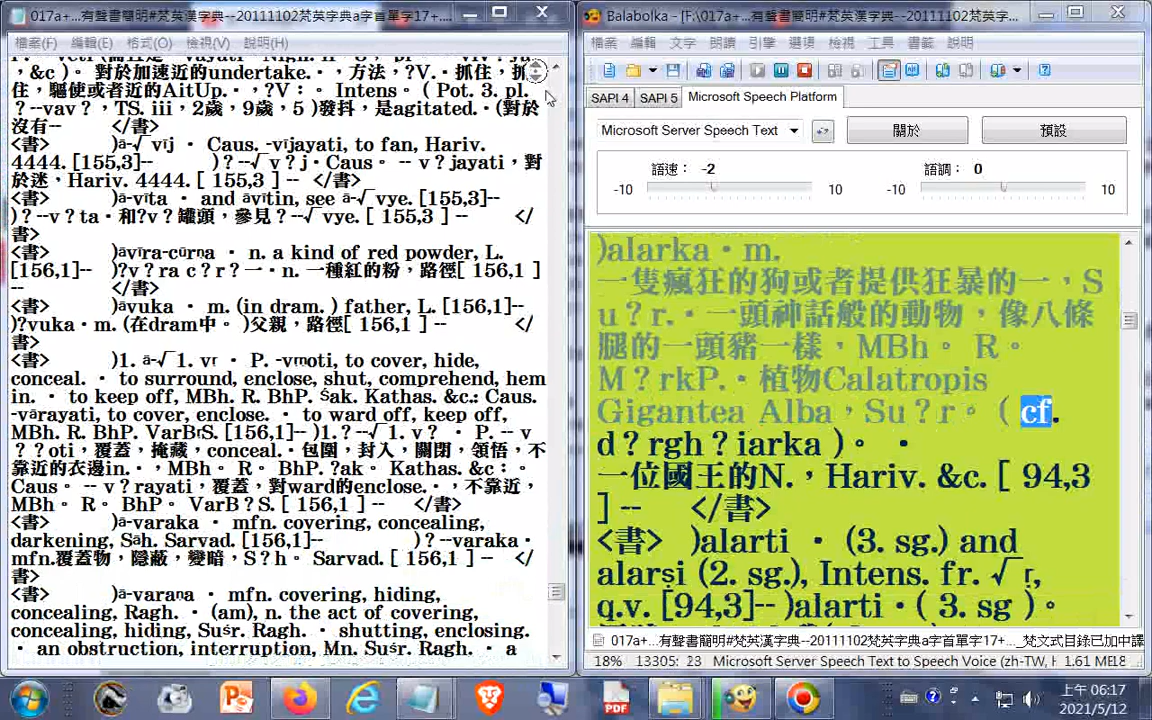 017a+...有聲書簡明#梵英漢字典--20111102梵英字典a字首單字17+...
檔案(F) 編輯(E) 格式(O) 檢視(V) 說明(H)
，&c )。對於加速近的undertake.‧，方法，?V.‧抓住，抓
住，驅使或者近的AitUp.‧，?V：。 Intens。 ( Pot. 3. pl.
?--vav?，TS. iii，2歲，9歲，5 )發抖，是agitated.‧(對於
沒有-- </書>
<書> )ā-√vīj ‧ Caus. -vījayati, to fan, Hariv.
4444. [155,3]-- )?--√v?j‧Caus。 -- v?jayati，對
於迷，Hariv. 4444. [ 155,3 ] -- </書>
<書> )ā-vīta ‧ and āvītin, see ā-√vye. [155,3]--
)?--v?ta‧和?v?罐頭，參見?--√vye. [ 155,3 ] -- </
書>
<書> )āvīra-cūrṇa ‧ n. a kind of red powder, L.
[156,1]-- )?v?ra c?r?一‧n. 一種紅的粉，路徑[ 156,1 ]
-- </書>
<書> )āvuka ‧ m. (in dram. ) father, L. [156,1]--
)?vuka‧m. (在dram中。 )父親，路徑[ 156,1 ] -- </
書>
<書> )1. ā-√1. vṛ ‧ P. -vṛṇoti, to cover, hide,
conceal. ‧ to surround, enclose, shut, comprehend, hem
in. ‧ to keep off, MBh. R. BhP. Śak. Kathas. &c.: Caus.
-vārayati, to cover, enclose. ‧ to ward off, keep off,
MBh. R. BhP. VarBṛS. [156,1]-- )1.?--√1. v? ‧ P. -- v
??oti，覆蓋，掩藏，conceal.‧包圍，封入，關閉，領悟，不
靠近的衣邊in.‧，MBh。 R。 BhP. ?ak。 Kathas. &c：。
Caus。 -- v?rayati，覆蓋，對ward的enclose.‧，不靠近，
MBh。 R。 BhP。 VarB?S. [ 156,1 ] -- </書>
<書> )ā-varaka ‧ mfn. covering, concealing,
darkening, Sāh. Sarvad. [156,1]-- )?--varaka‧
mfn.覆蓋物，隱蔽，變暗，S?h。 Sarvad. [ 156,1 ] -- </
書>
<書> )ā-varaṇa ‧ mfn. covering, hiding,
concealing, Ragh. ‧ (am), n. the act of covering,
concealing, hiding, Suśr. Ragh. ‧ shutting, enclosing.
‧ an obstruction, interruption, Mn. Suśr. Ragh. ‧ a
Balabolka - [F:\017a+...有聲書簡明#梵英漢字典--20111102梵英字...
檔案 編輯 文字 朗讀 引擎 選項 檢視 工具 書籤 說明
SAPI 4 SAPI 5 Microsoft Speech Platform
Microsoft Server Speech Text 關於 預設
語速： -2 語調： 0
-10 10 -10 10
)alarka‧m.
一隻瘋狂的狗或者提供狂暴的一，S
u?r.‧一頭神話般的動物，像八條
腿的一頭豬一樣，MBh。 R。
M?rkP.‧植物Calatropis
Gigantea Alba，Su?r。 ( cf.
d?rgh?iarka )。‧
一位國王的N.，Hariv. &c. [ 94,3
] -- </書>
<書> )alarti ‧ (3. sg.) and
alarṣi (2. sg.), Intens. fr. √ṛ,
q.v. [94,3]-- )alarti‧( 3. sg )。
017a+...有聲書簡明#梵英漢字典--20111102梵英字典a字首單字17+..._梵文式目錄已加中譯
18% 13305: 23 Microsoft Server Speech Text to Speech Voice (zh-TW, H 1.61 MB
上午 06:17
2021/5/12